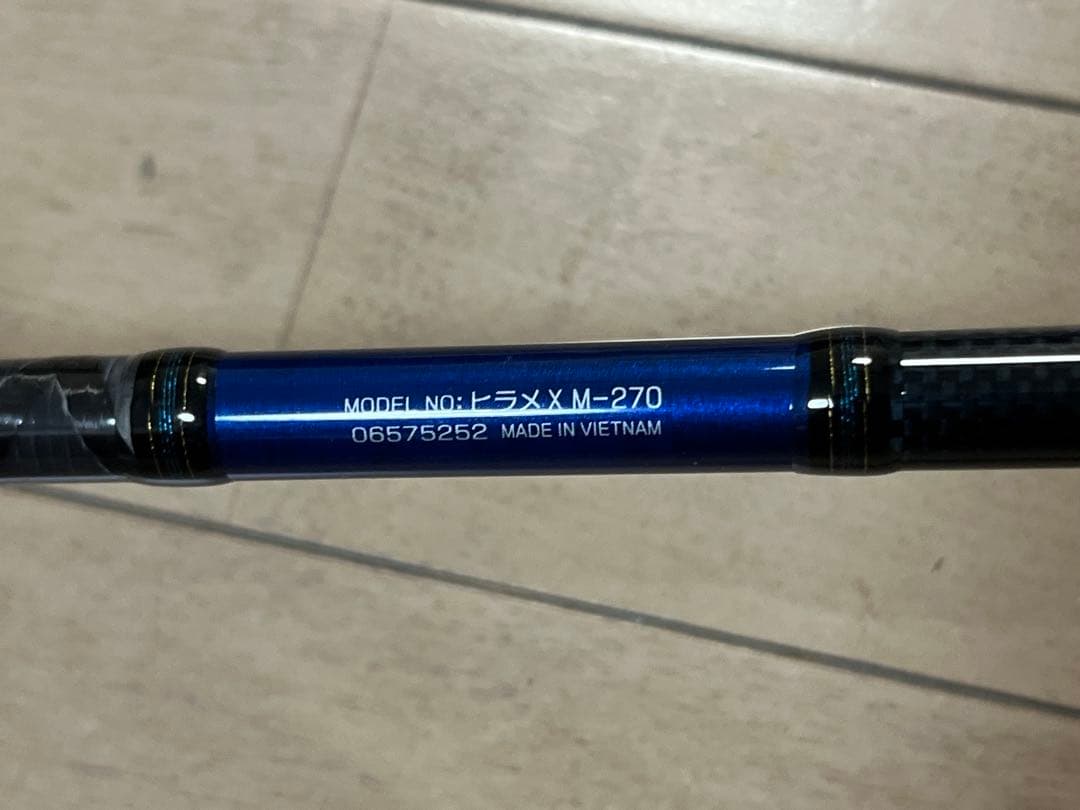 MODEL NO: ヒラメ X M-270
06575252 MADE IN VIETNAM